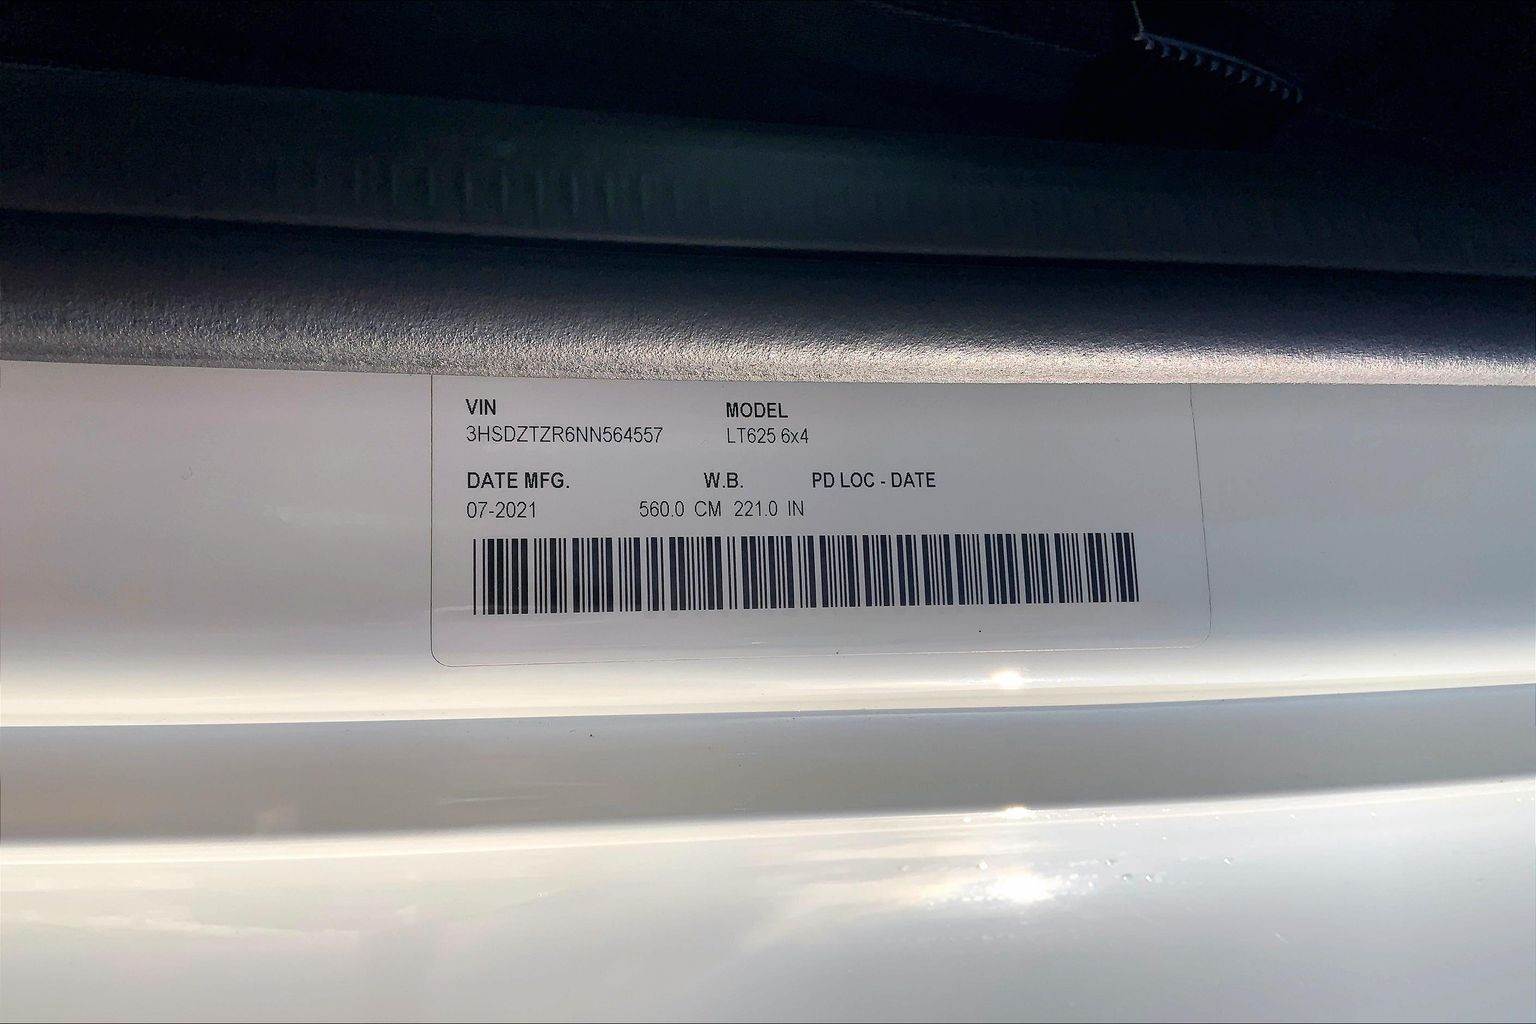 VIN MODEL
3HSDZTZR6NN564557 LT625 6x4
DATE MFG. W.B. PD LOC - DATE
07-2021 560.0 CM 221.0 IN